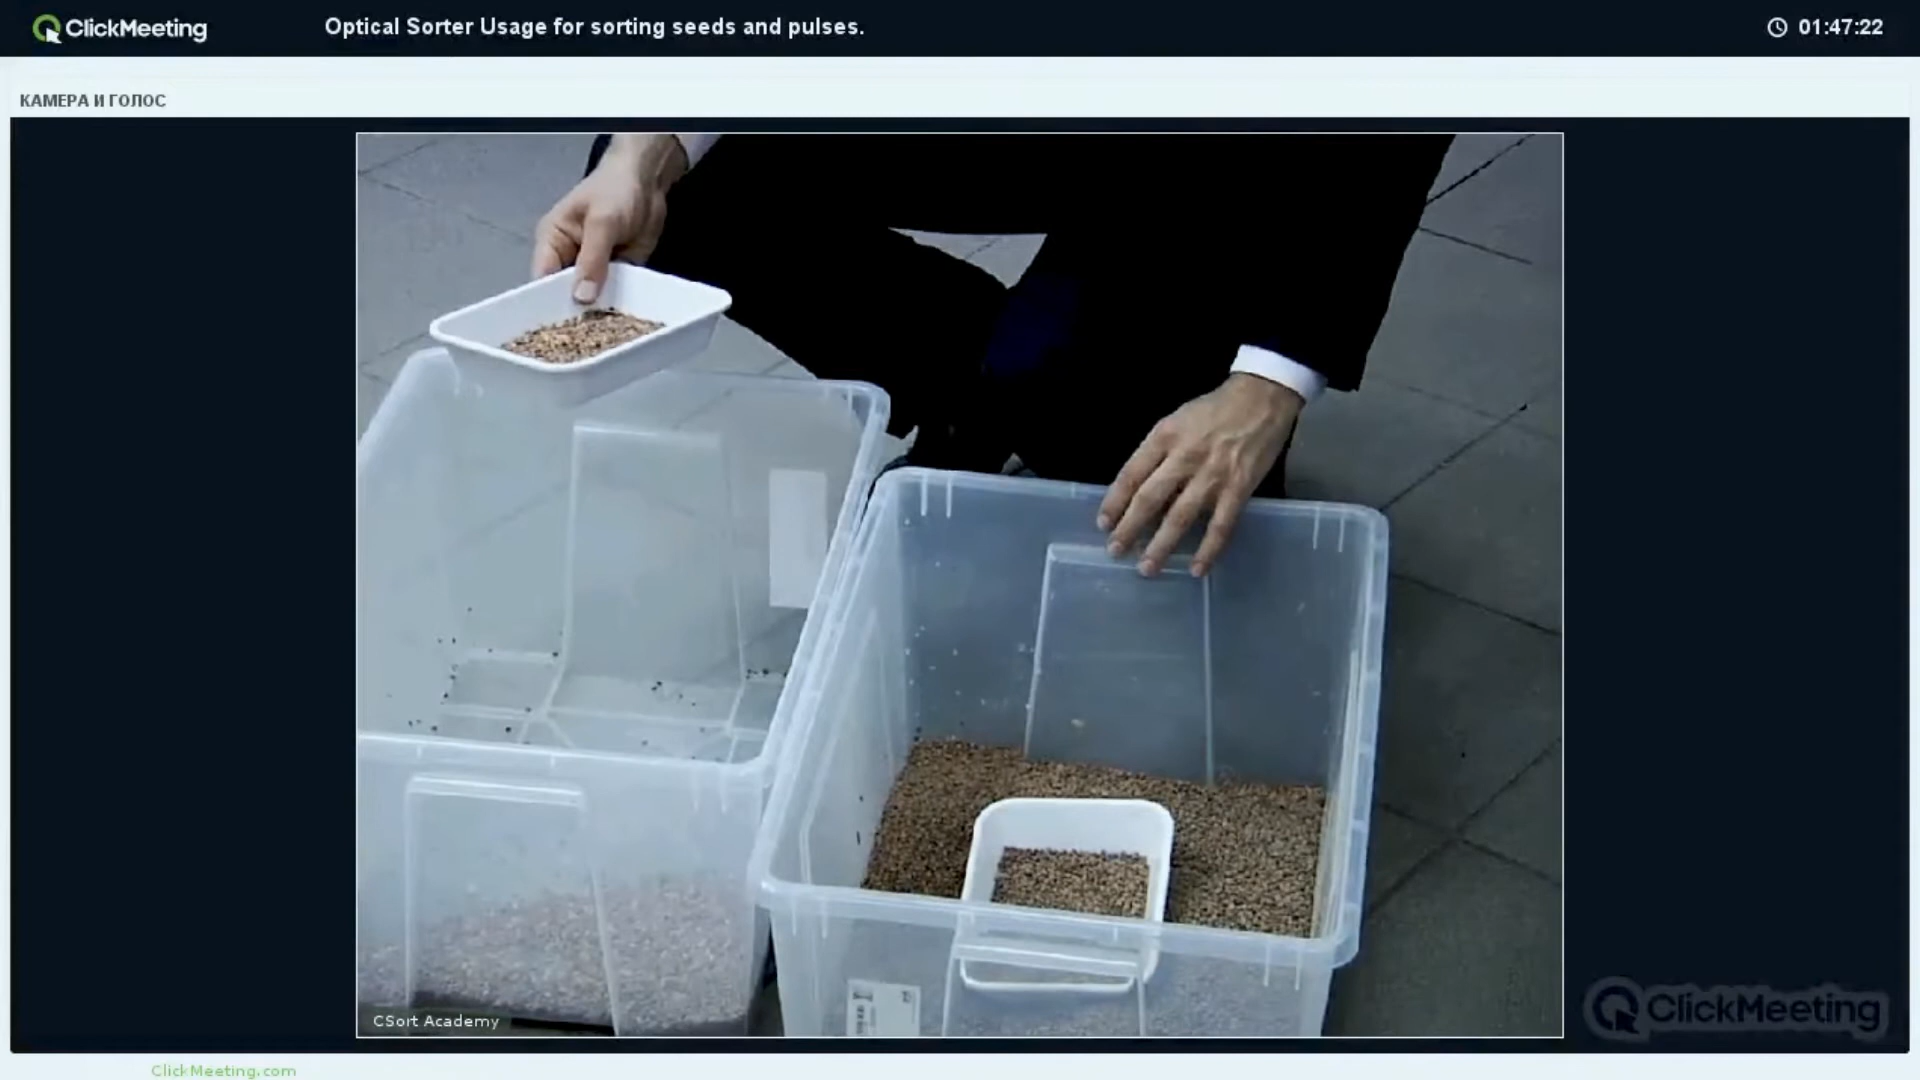 ClickMeeting
Optical Sorter Usage for sorting seeds and pulses.
01:47:22
КАМЕРА И ГОЛОС
CSort Academy
ClickMeeting
ClickMeeting.com